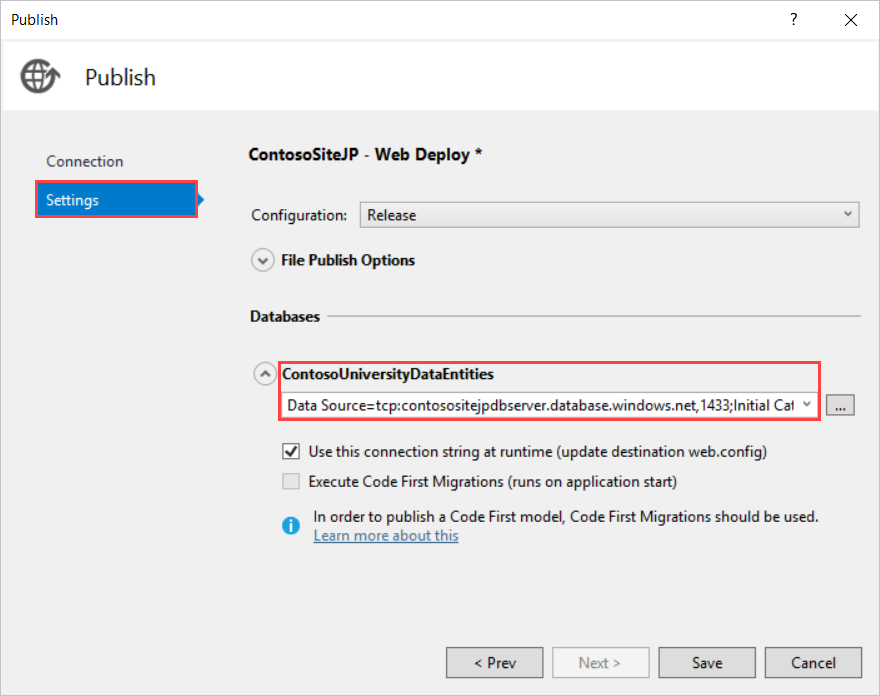 Publish
?
Publish
Connection
Settings
ContosoSiteJP - Web Deploy *
Configuration: Release
File Publish Options
Databases
ContosoUniversityDataEntities
Data Source=tcp:contosositejpdbserver.database.windows.net,1433;Initial Cat
...
Use this connection string at runtime (update destination web.config)
Execute Code First Migrations (runs on application start)
In order to publish a Code First model, Code First Migrations should be used.
Learn more about this
< Prev Next > Save Cancel